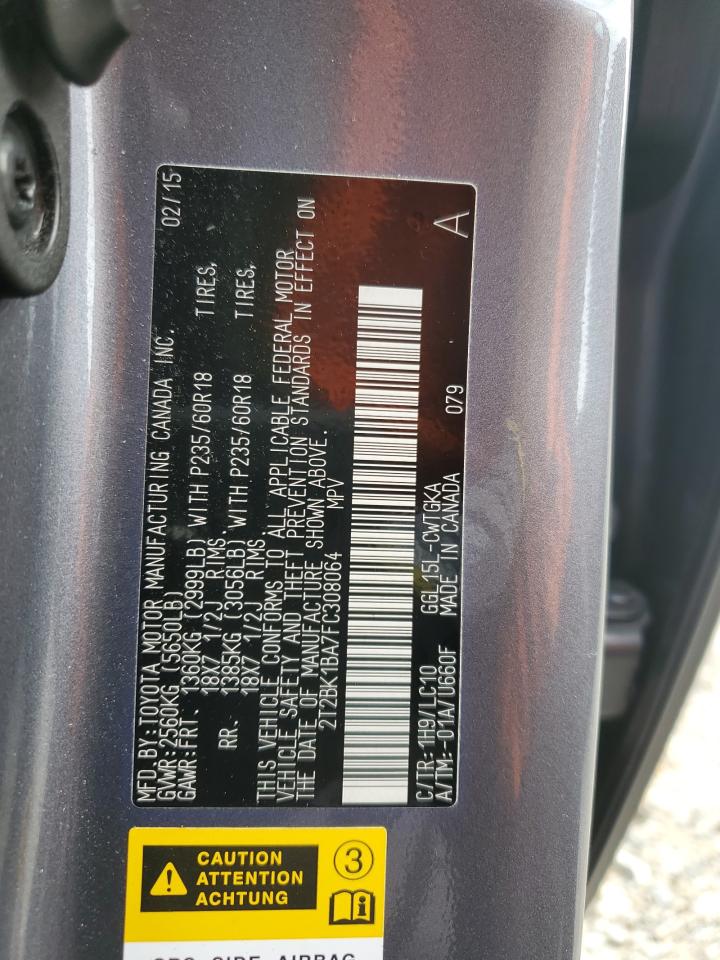 MFD.BY:TOYOTA MOTOR MANUFACTURING CANADA INC. 02/15
GVWR:2560KG (5650LB)
GAWR:FRT. 1360KG (2999LB) WITH P235/60R18 TIRES,
18X7 1/2J RIMS
RR. 1385KG (3056LB) WITH P235/60R18 TIRES,
18X7 1/2J RIMS
THIS VEHICLE CONFORMS TO ALL APPLICABLE FEDERAL MOTOR
VEHICLE SAFETY AND THEFT PREVENTION STANDARDS IN EFFECT ON
THE DATE OF MANUFACTURE SHOWN ABOVE.
2T2BK1BA7FC308064 MPV
A
C/TR:1H9/LC10 GGL15L-CWTGKA 079
A/TM:-01A/U660F MADE IN CANADA
CAUTION
ATTENTION
ACHTUNG
3
SRS SIDE AIRBAG